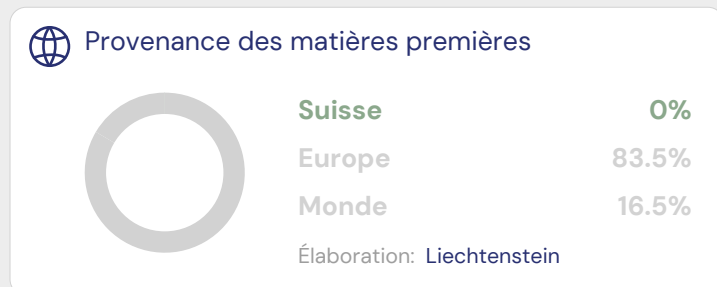 Provenance des matières premières
Suisse 0%
Europe 83.5%
Monde 16.5%
Élaboration: Liechtenstein